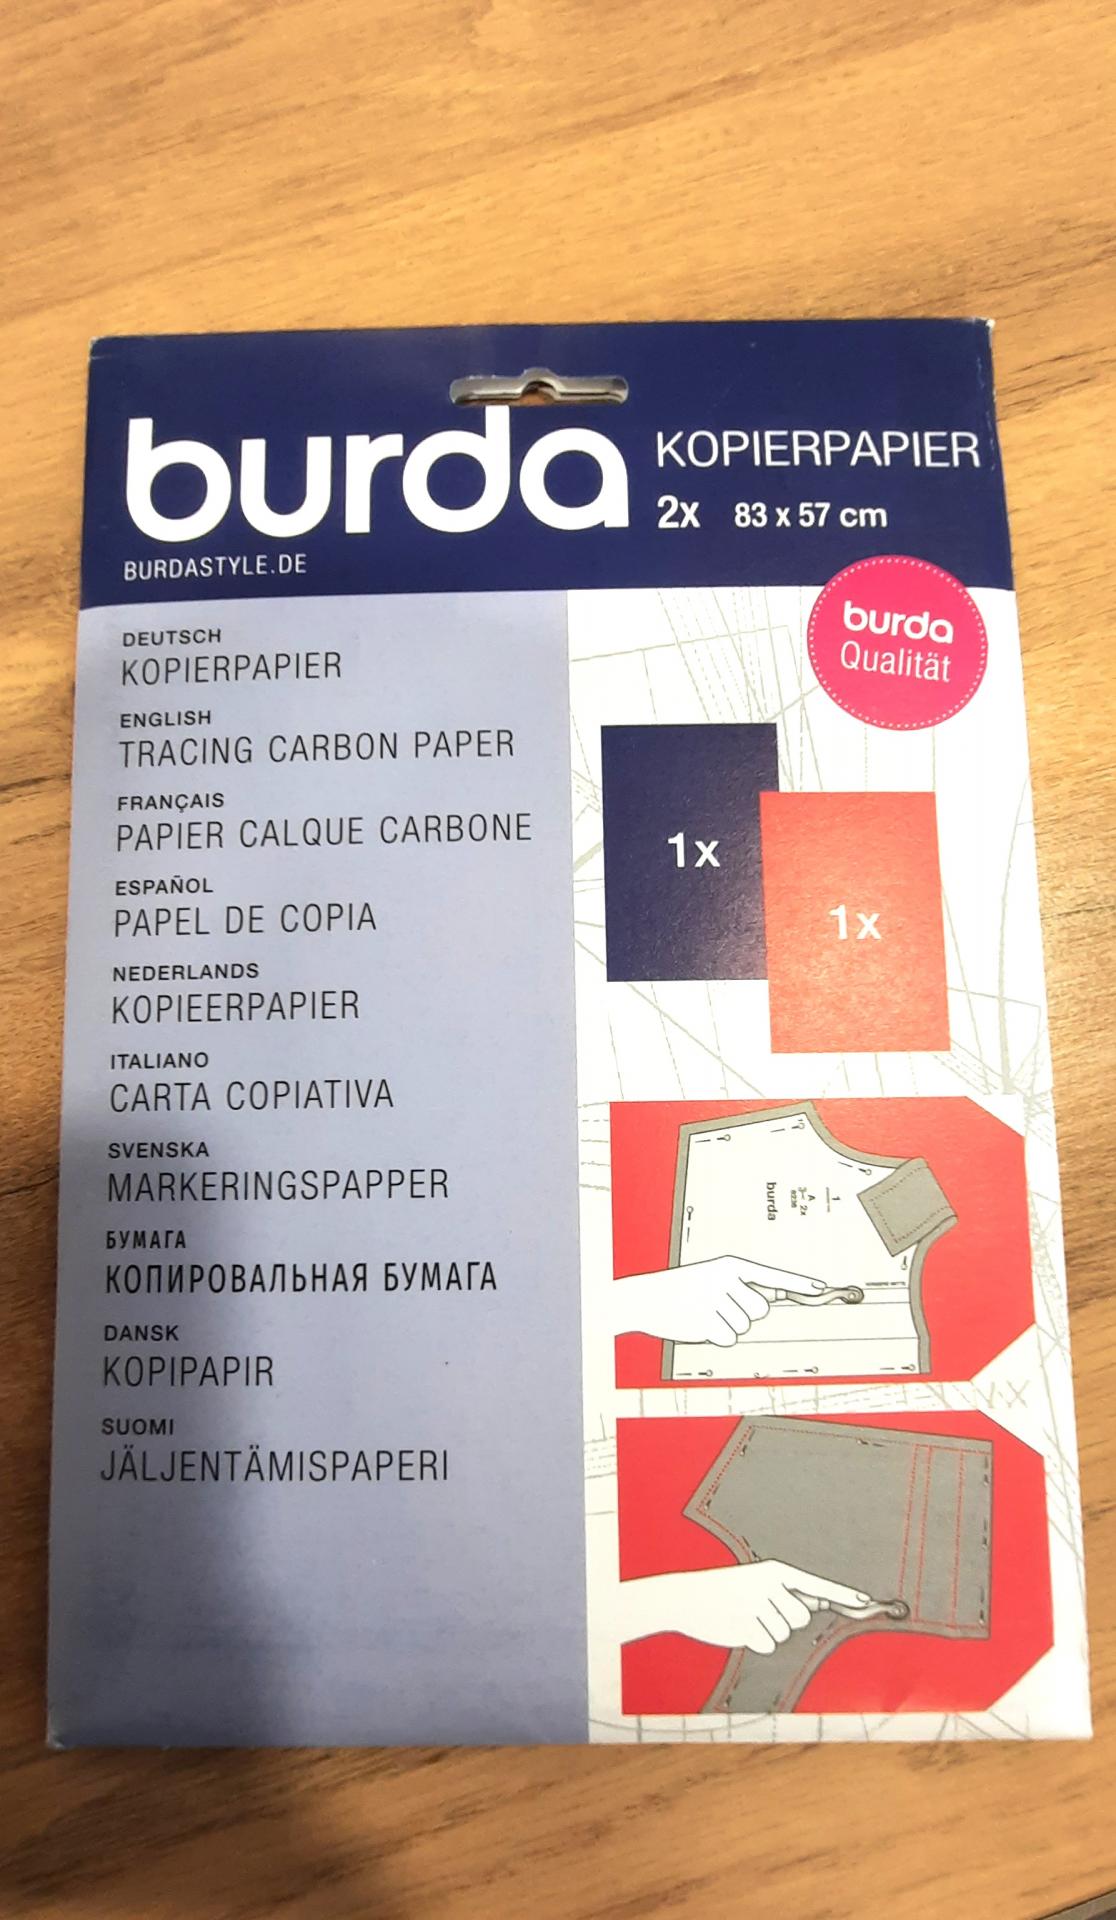 burda
KOPIERPAPIER
2x 83 x 57 cm
BURDASTYLE.DE
burda
Qualität
DEUTSCH
KOPIERPAPIER
ENGLISH
TRACING CARBON PAPER
FRANÇAIS
PAPIER CALQUE CARBONE
ESPAÑOL
PAPEL DE COPIA
NEDERLANDS
KOPIEERPAPIER
ITALIANO
CARTA COPIATIVA
SVENSKA
MARKERINGSPAPPER
БУМАГА
КОПИРОВАЛЬНАЯ БУМАГА
DANSK
KOPIPAPIR
SUOMI
JÄLJENTÄMISPAPERI
1x
1x
1
A
2x
burda